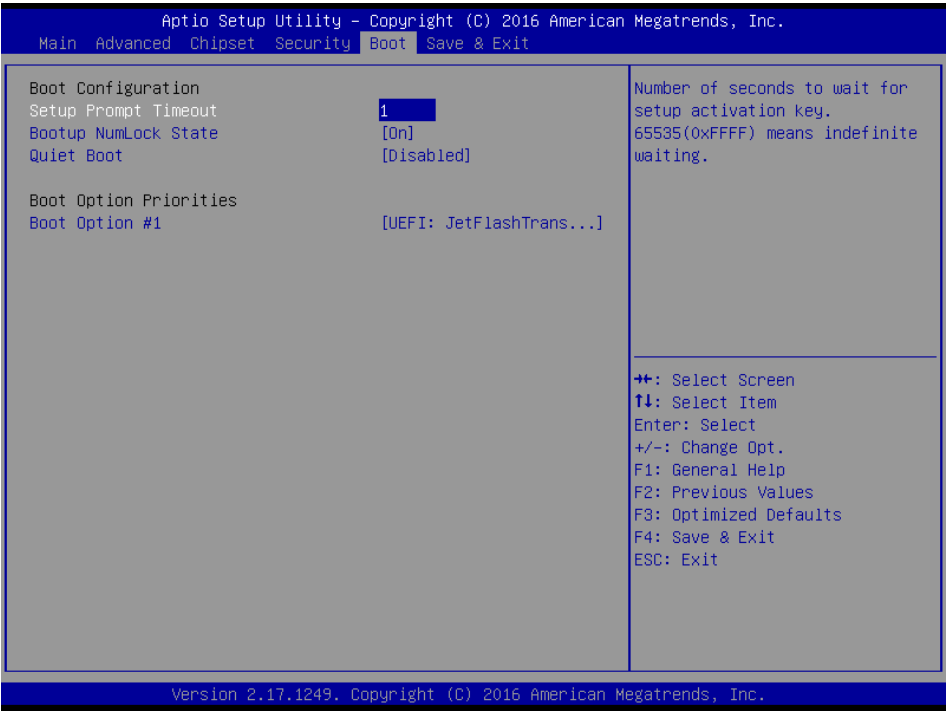 Aptio Setup Utility – Copyright (C) 2016 American Megatrends, Inc.
Main Advanced Chipset Security Boot Save & Exit
Boot Configuration
Setup Prompt Timeout 1
Bootup NumLock State [On]
Quiet Boot [Disabled]
Boot Option Priorities
Boot Option #1 [UEFI: JetFlashTrans...]
Number of seconds to wait for
setup activation key.
65535(0xFFFF) means indefinite
waiting.
→←: Select Screen
↑↓: Select Item
Enter: Select
+/-: Change Opt.
F1: General Help
F2: Previous Values
F3: Optimized Defaults
F4: Save & Exit
ESC: Exit
Version 2.17.1249. Copyright (C) 2016 American Megatrends, Inc.